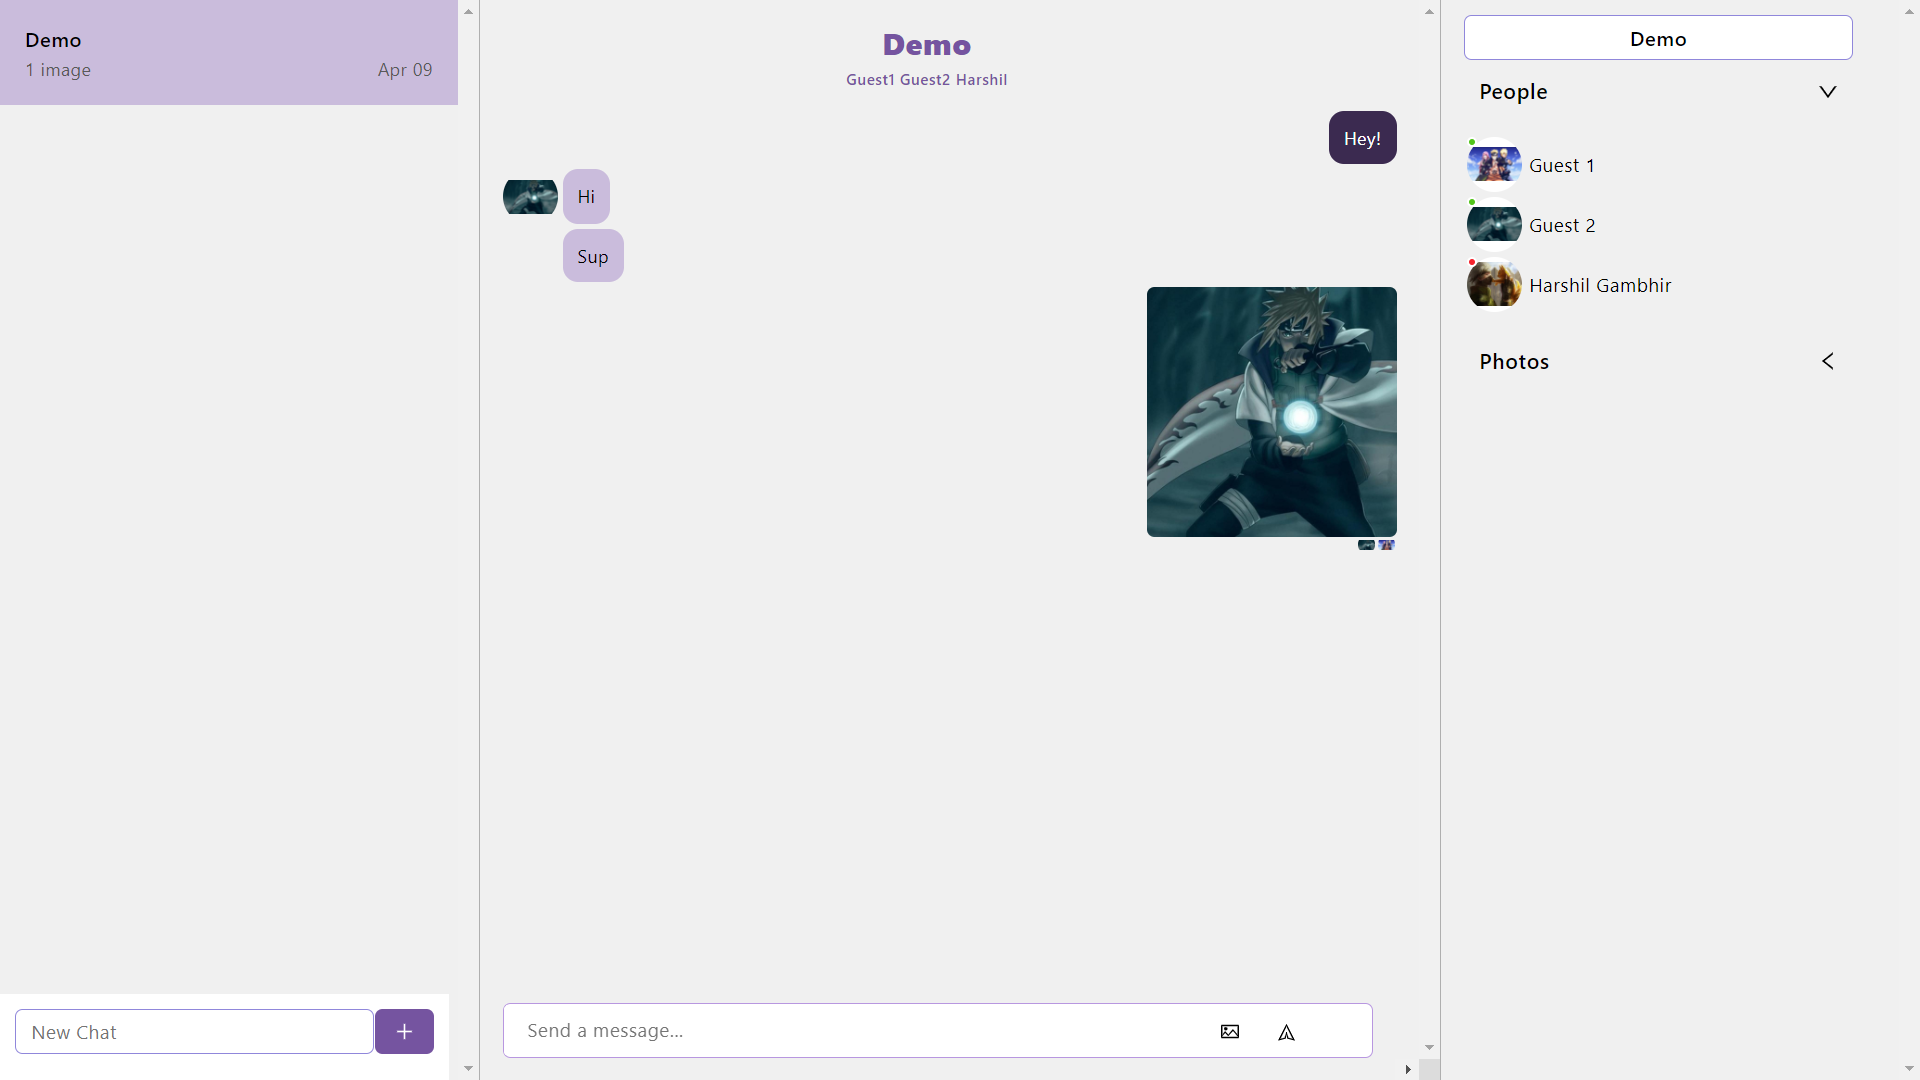 Demo
1 image
Apr 09
New Chat
Demo
Guest1 Guest2 Harshil
Hey!
Hi
Sup
Send a message...
Demo
People
Guest 1
Guest 2
Harshil Gambhir
Photos